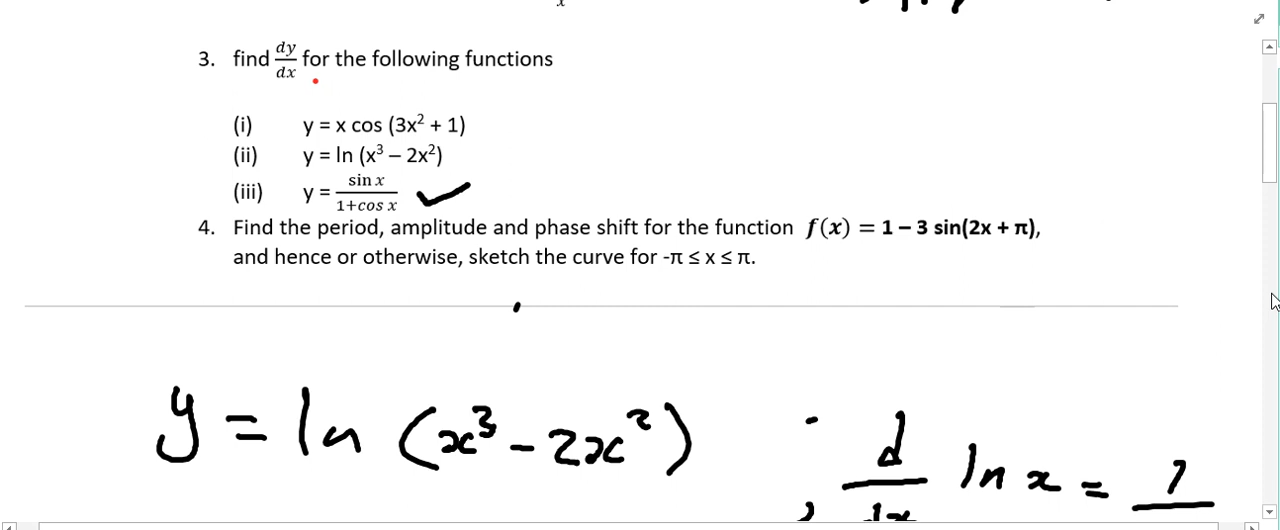 3. find dy/dx for the following functions
(i) y = x cos (3x² + 1)
(ii) y = ln (x³ – 2x²)
(iii) y = sin x / 1+cos x
4. Find the period, amplitude and phase shift for the function f(x) = 1 – 3 sin(2x + π),
and hence or otherwise, sketch the curve for -π ≤ x ≤ π.
y = ln (x³ - 2x²) ; d/dx ln x = 1